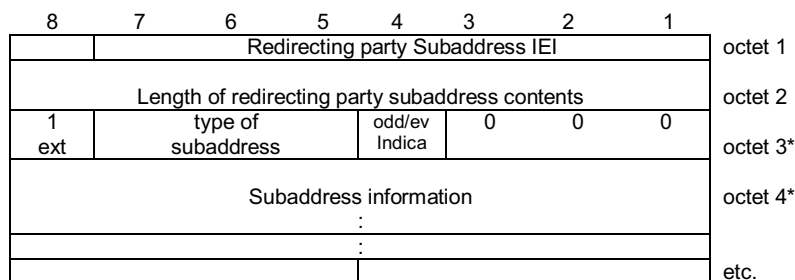 8 7 6 5 4 3 2 1
Redirecting party Subaddress IEI octet 1
Length of redirecting party subaddress contents octet 2
1 type of odd/ev 0 0 0
ext subaddress Indica octet 3*
Subaddress information octet 4*
:
:
etc.